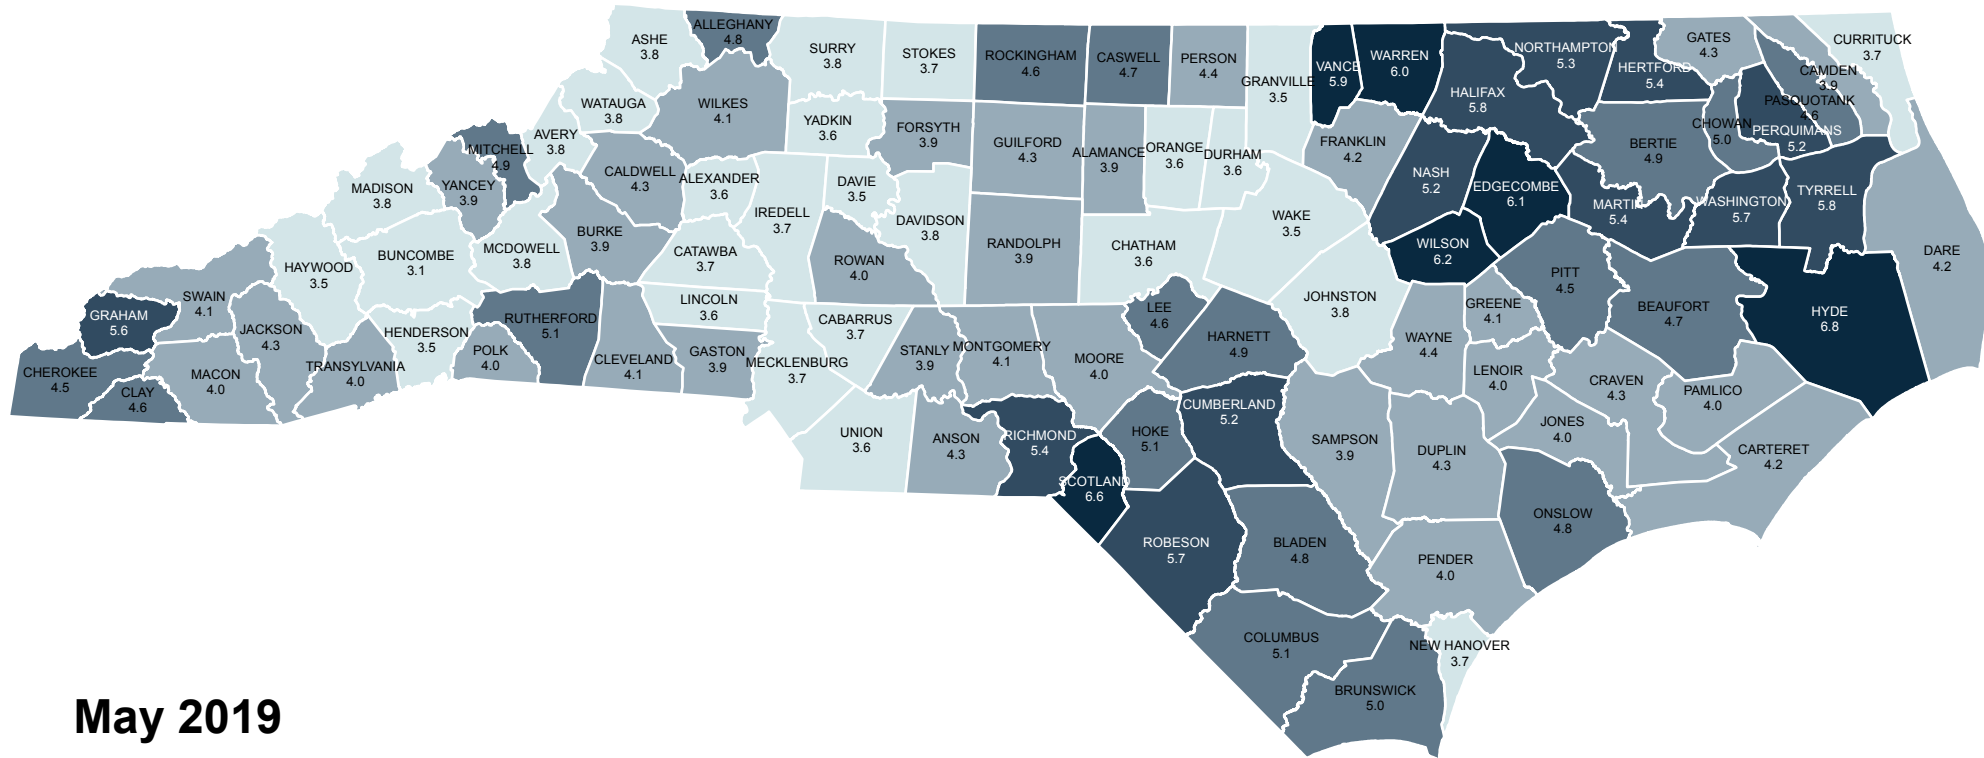 ASHE
3.8
ALLEGHANY
4.8
SURRY
3.8
STOKES
3.7
ROCKINGHAM
4.6
CASWELL
4.7
PERSON
4.4
GRANVILLE
3.5
VANCE
5.9
WARREN
6.0
NORTHAMPTON
5.3
HERTFORD
5.4
GATES
4.3
CURRITUCK
3.7
CAMDEN
3.9
HALIFAX
5.8
PASQUOTANK
4.6
CHOWAN
5.0
PERQUIMANS
5.2
WATAUGA
3.8
WILKES
4.1
YADKIN
3.6
FORSYTH
3.9
GUILFORD
4.3
ALAMANCE
3.9
ORANGE
3.6
DURHAM
3.6
FRANKLIN
4.2
BERTIE
4.9
AVERY
3.8
MITCHELL
4.9
YANCEY
3.9
MADISON
3.8
CALDWELL
4.3
ALEXANDER
3.6
DAVIE
3.5
NASH
5.2
EDGECOMBE
6.1
MARTIN
5.4
WASHINGTON
5.7
TYRRELL
5.8
IREDELL
3.7
DAVIDSON
3.8
WAKE
3.5
BURKE
3.9
RANDOLPH
3.9
CHATHAM
3.6
WILSON
6.2
DARE
4.2
BUNCOMBE
3.1
MCDOWELL
3.8
CATAWBA
3.7
ROWAN
4.0
HAYWOOD
3.5
PITT
4.5
SWAIN
4.1
LINCOLN
3.6
JOHNSTON
3.8
GREENE
4.1
BEAUFORT
4.7
HYDE
6.8
GRAHAM
5.6
JACKSON
4.3
HENDERSON
3.5
RUTHERFORD
5.1
CABARRUS
3.7
LEE
4.6
HARNETT
4.9
WAYNE
4.4
CHEROKEE
4.5
MACON
4.0
TRANSYLVANIA
4.0
POLK
4.0
CLEVELAND
4.1
GASTON
3.9
MECKLENBURG
3.7
STANLY
3.9
MONTGOMERY
4.1
MOORE
4.0
LENOIR
4.0
CRAVEN
4.3
PAMLICO
4.0
CLAY
4.6
CUMBERLAND
5.2
UNION
3.6
ANSON
4.3
RICHMOND
5.4
HOKE
5.1
SAMPSON
3.9
DUPLIN
4.3
JONES
4.0
CARTERET
4.2
SCOTLAND
6.6
ONSLOW
4.8
ROBESON
5.7
BLADEN
4.8
PENDER
4.0
COLUMBUS
5.1
NEW HANOVER
3.7
BRUNSWICK
5.0
May 2019